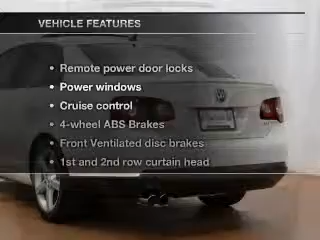 VEHICLE FEATURES
• Remote power door locks
• Power windows
• Cruise control
• 4-wheel ABS Brakes
• Front Ventilated disc brakes
• 1st and 2nd row curtain head